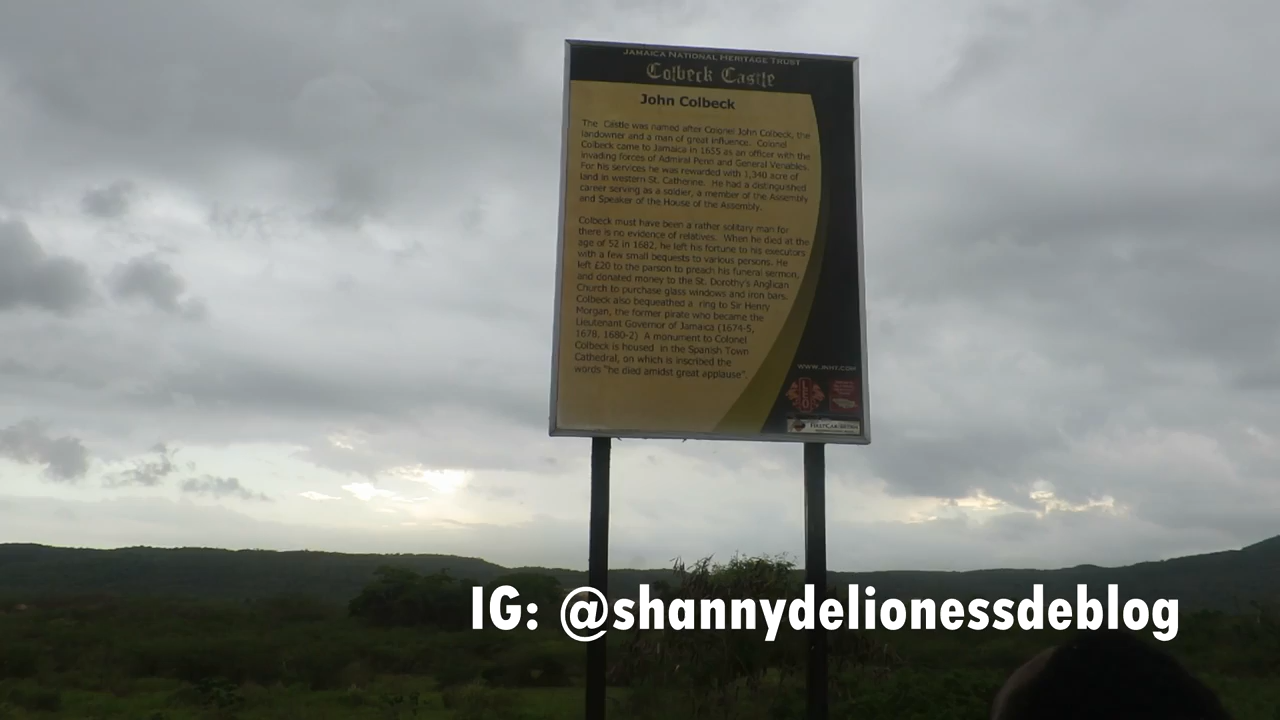 JAMAICA NATIONAL HERITAGE TRUST
Colbeck Castle
John Colbeck
The Castle was named after Colonel John Colbeck, the
landowner and a man of great influence. Colonel
Colbeck came to Jamaica in 1655 as an officer with the
invading forces of Admiral Penn and General Venables.
For his services he was rewarded with 1,340 acre of
land in western St. Catherine. He had a distinguished
career serving as a soldier, a member of the Assembly
and Speaker of the House of the Assembly.
Colbeck must have been a rather solitary man for
there is no evidence of relatives. When he died at the
age of 52 in 1682, he left his fortune to his executors
with a few small bequests to various persons. He
left £20 to the parson to preach his funeral sermon,
and donated money to the St. Dorothy's Anglican
Church to purchase glass windows and iron bars.
Colbeck also bequeathed a ring to Sir Henry
Morgan, the former pirate who became the
Lieutenant Governor of Jamaica (1674-5,
1678, 1680-2) A monument to Colonel
Colbeck is housed in the Spanish Town
Cathedral, on which is inscribed the
words "he died amidst great applause".
WWW.JNHT.COM
IG: @shannydelionessdeblog